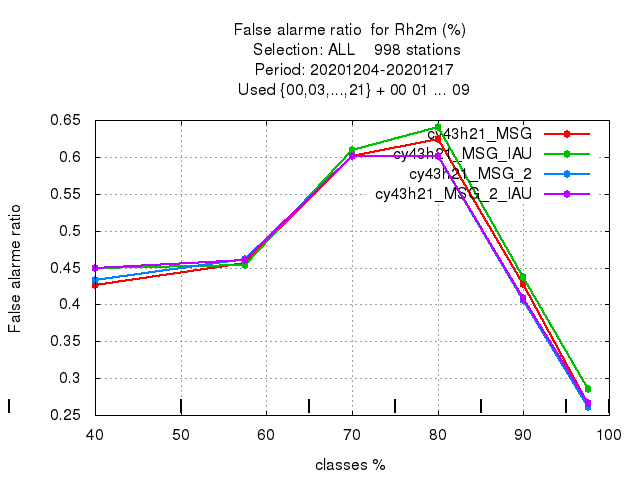 False alarme ratio  for Rh2m (%)
Selection: ALL    998 stations
Period: 20201204-20201217
Used {00,03,...,21} + 00 01 ... 09
0.65
0.6
0.55
0.5
0.45
0.4
0.35
0.3
0.25
False alarme ratio
cy43h21_MSG
cy43h21_MSG_IAU
cy43h21_MSG_2
cy43h21_MSG_2_IAU
40 50 60 70 80 90 100
classes %